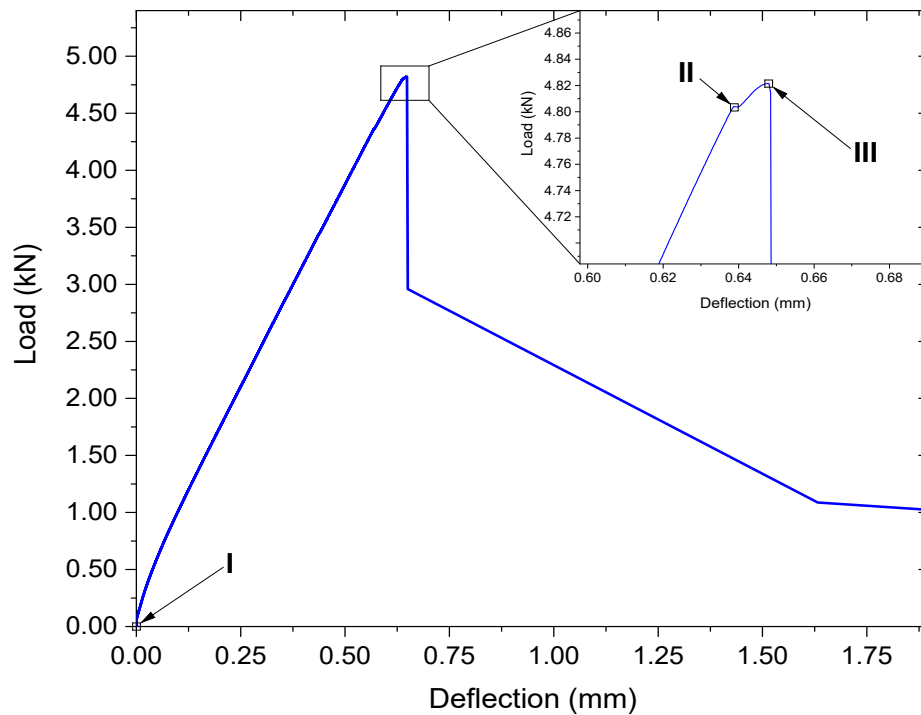 5.00
4.50
4.00
3.50
3.00
2.50
2.00
1.50
1.00
0.50
0.00
Load (kN)
0.00 0.25 0.50 0.75 1.00 1.25 1.50 1.75
Deflection (mm)
I
4.86
4.84
4.82
4.80
4.78
4.76
4.74
4.72
Load (kN)
0.60 0.62 0.64 0.66 0.68
Deflection (mm)
II
III